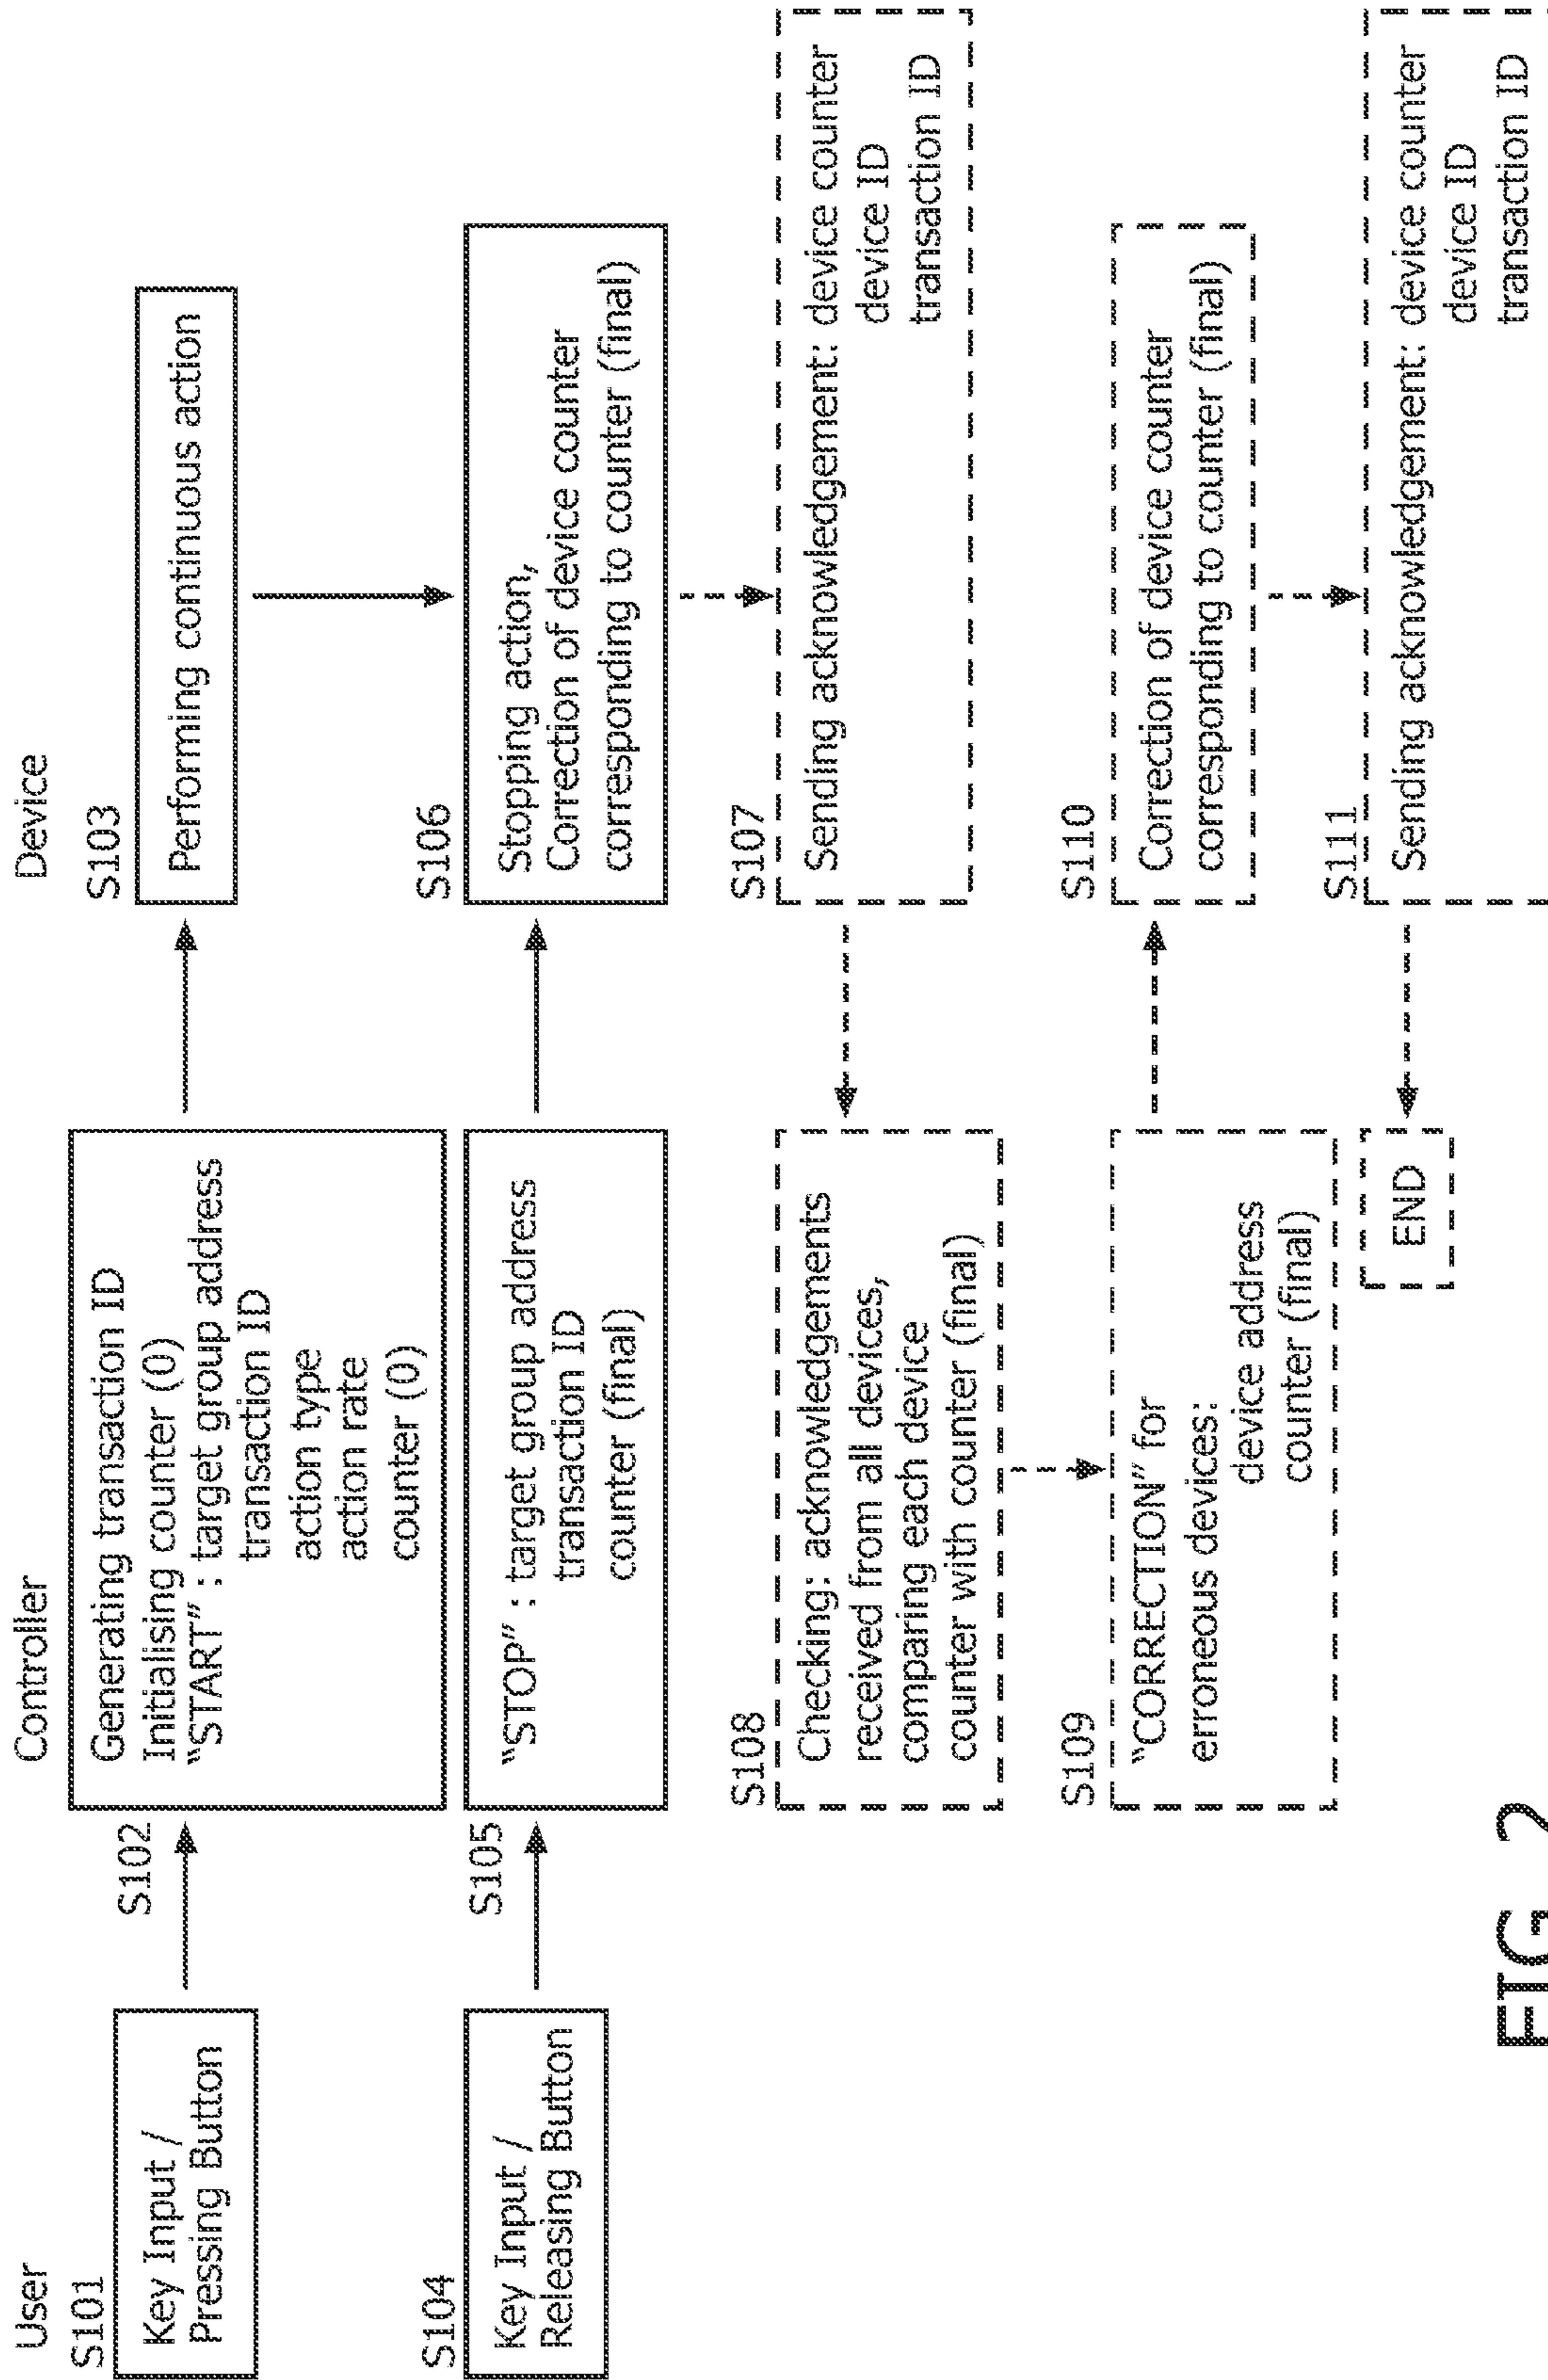 User
Controller
Device
S101
Key Input /
Pressing Button
S102
Generating transaction ID
Initialising counter (0)
“START” : target group address
transaction ID
action type
action rate
counter (0)
S103
Performing continuous action
S104
Key Input /
Releasing Button
S105
“STOP” : target group address
transaction ID
counter (final)
S106
Stopping action,
Correction of device counter
corresponding to counter (final)
S107
Sending acknowledgement: device counter
device ID
transaction ID
S108
Checking: acknowledgements
received from all devices,
comparing each device
counter with counter (final)
S109
“CORRECTION” for
erroneous devices:
device address
counter (final)
S110
Correction of device counter
corresponding to counter (final)
S111
Sending acknowledgement: device counter
device ID
transaction ID
END
FIG 2